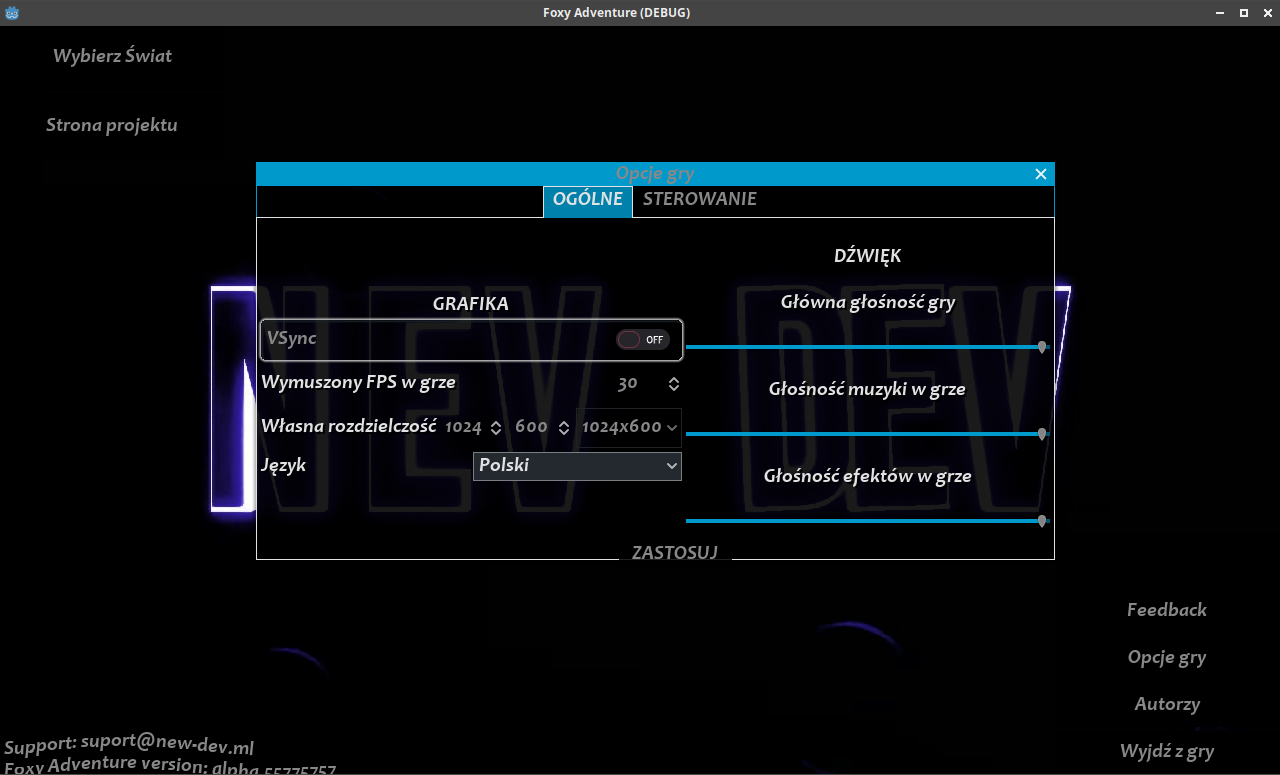 Foxy Adventure (DEBUG)
Wybierz Świat
Strona projektu
Opcje gry
OGÓLNE STEROWANIE
GRAFIKA
VSync OFF
Wymuszony FPS w grze 30
Własna rozdzielczość 1024 600 1024x600
Język Polski
DŹWIĘK
Główna głośność gry
Głośność muzyki w grze
Głośność efektów w grze
ZASTOSUJ
NEV DEV
Feedback
Opcje gry
Autorzy
Wyjdź z gry
Support: suport@new-dev.ml
Foxy Adventure version: alpha 55775757